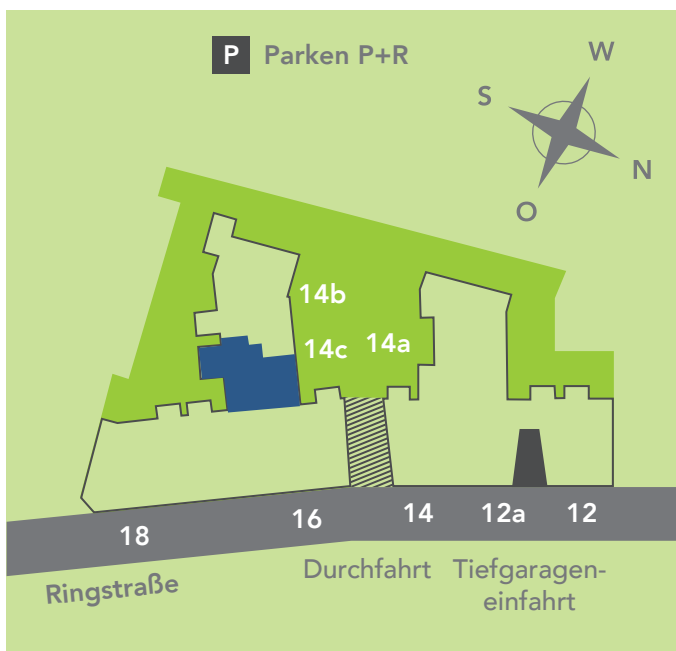 P Parken P+R
W
S
N
O
14b
14c 14a
18 16 14 12a 12
Ringstraße
Durchfahrt Tiefgaragen-
einfahrt